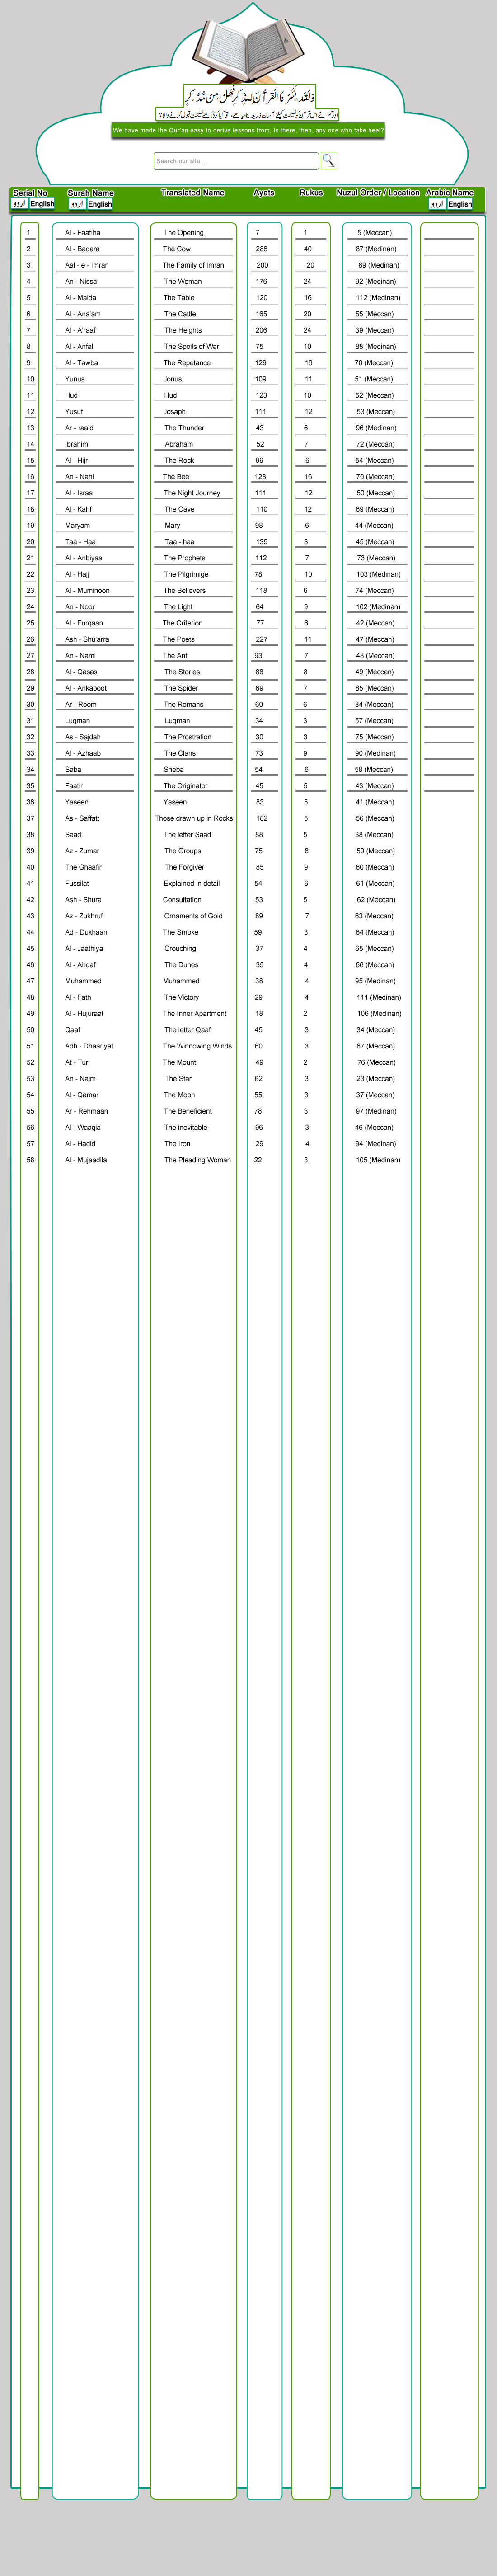 وَلَقَدْ يَسَّرْنَا الْقُرْآنَ لِلذِّكْرِ فَهَلْ مِن مُّدَّكِرٍ
اور ہم نے اس قرآن کو نصیحت کیلئے آسان ذریعہ بنا دیا ہے، تو کیا کوئی ہے نصیحت قبول کرنے والا؟
We have made the Qur'an easy to derive lessons from, Is there, then, any one who take heel?
Search our site ...
Serial No Surah Name Translated Name Ayats Rukus Nuzul Order / Location Arabic Name
اردو English اردو English اردو English
1 Al - Faatiha The Opening 7 1 5 (Meccan)
2 Al - Baqara The Cow 286 40 87 (Medinan)
3 Aal - e - Imran The Family of Imran 200 20 89 (Medinan)
4 An - Nissa The Woman 176 24 92 (Medinan)
5 Al - Maida The Table 120 16 112 (Medinan)
6 Al - Ana'am The Cattle 165 20 55 (Meccan)
7 Al - A'raaf The Heights 206 24 39 (Meccan)
8 Al - Anfal The Spoils of War 75 10 88 (Medinan)
9 Al - Tawba The Repetance 129 16 70 (Meccan)
10 Yunus Jonus 109 11 51 (Meccan)
11 Hud Hud 123 10 52 (Meccan)
12 Yusuf Josaph 111 12 53 (Meccan)
13 Ar - raa'd The Thunder 43 6 96 (Medinan)
14 Ibrahim Abraham 52 7 72 (Meccan)
15 Al - Hijr The Rock 99 6 54 (Meccan)
16 An - Nahl The Bee 128 16 70 (Meccan)
17 Al - Israa The Night Journey 111 12 50 (Meccan)
18 Al - Kahf The Cave 110 12 69 (Meccan)
19 Maryam Mary 98 6 44 (Meccan)
20 Taa - Haa Taa - haa 135 8 45 (Meccan)
21 Al - Anbiyaa The Prophets 112 7 73 (Meccan)
22 Al - Hajj The Pilgrimige 78 10 103 (Medinan)
23 Al - Muminoon The Believers 118 6 74 (Meccan)
24 An - Noor The Light 64 9 102 (Medinan)
25 Al - Furqaan The Criterion 77 6 42 (Meccan)
26 Ash - Shu'arra The Poets 227 11 47 (Meccan)
27 An - Naml The Ant 93 7 48 (Meccan)
28 Al - Qasas The Stories 88 8 49 (Meccan)
29 Al - Ankaboot The Spider 69 7 85 (Meccan)
30 Ar - Room The Romans 60 6 84 (Meccan)
31 Luqman Luqman 34 3 57 (Meccan)
32 As - Sajdah The Prostration 30 3 75 (Meccan)
33 Al - Azhaab The Clans 73 9 90 (Medinan)
34 Saba Sheba 54 6 58 (Meccan)
35 Faatir The Originator 45 5 43 (Meccan)
36 Yaseen Yaseen 83 5 41 (Meccan)
37 As - Saffatt Those drawn up in Rocks 182 5 56 (Meccan)
38 Saad The letter Saad 88 5 38 (Meccan)
39 Az - Zumar The Groups 75 8 59 (Meccan)
40 The Ghaafir The Forgiver 85 9 60 (Meccan)
41 Fussilat Explained in detail 54 6 61 (Meccan)
42 Ash - Shura Consultation 53 5 62 (Meccan)
43 Az - Zukhruf Ornaments of Gold 89 7 63 (Meccan)
44 Ad - Dukhaan The Smoke 59 3 64 (Meccan)
45 Al - Jaathiya Crouching 37 4 65 (Meccan)
46 Al - Ahqaf The Dunes 35 4 66 (Meccan)
47 Muhammed Muhammed 38 4 95 (Medinan)
48 Al - Fath The Victory 29 4 111 (Medinan)
49 Al - Hujuraat The Inner Apartment 18 2 106 (Medinan)
50 Qaaf The letter Qaaf 45 3 34 (Meccan)
51 Adh - Dhaariyat The Winnowing Winds 60 3 67 (Meccan)
52 At - Tur The Mount 49 2 76 (Meccan)
53 An - Najm The Star 62 3 23 (Meccan)
54 Al - Qamar The Moon 55 3 37 (Meccan)
55 Ar - Rehmaan The Beneficient 78 3 97 (Medinan)
56 Al - Waaqia The inevitable 96 3 46 (Meccan)
57 Al - Hadid The Iron 29 4 94 (Medinan)
58 Al - Mujaadila The Pleading Woman 22 3 105 (Medinan)